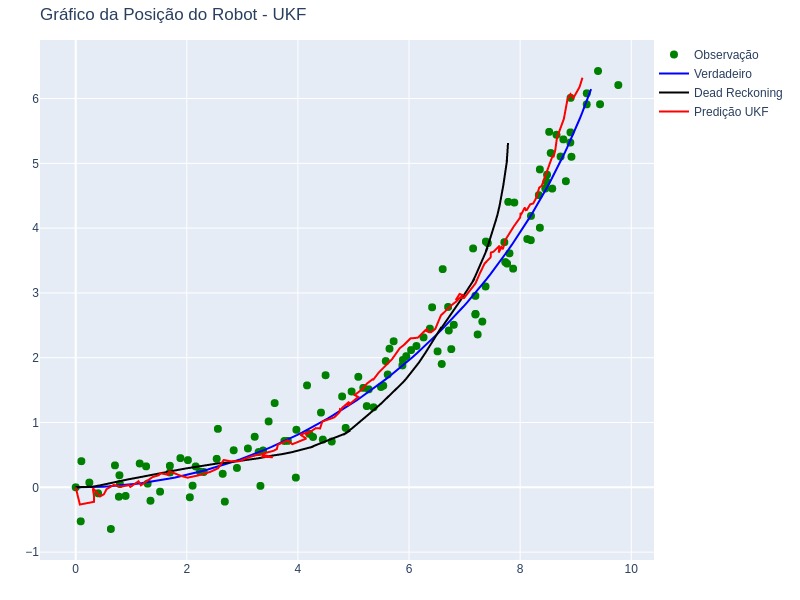 Gráfico da Posição do Robot - UKF
Observação
Verdadeiro
Dead Reckoning
Predição UKF
6
5
4
3
2
1
0
−1
0
2
4
6
8
10